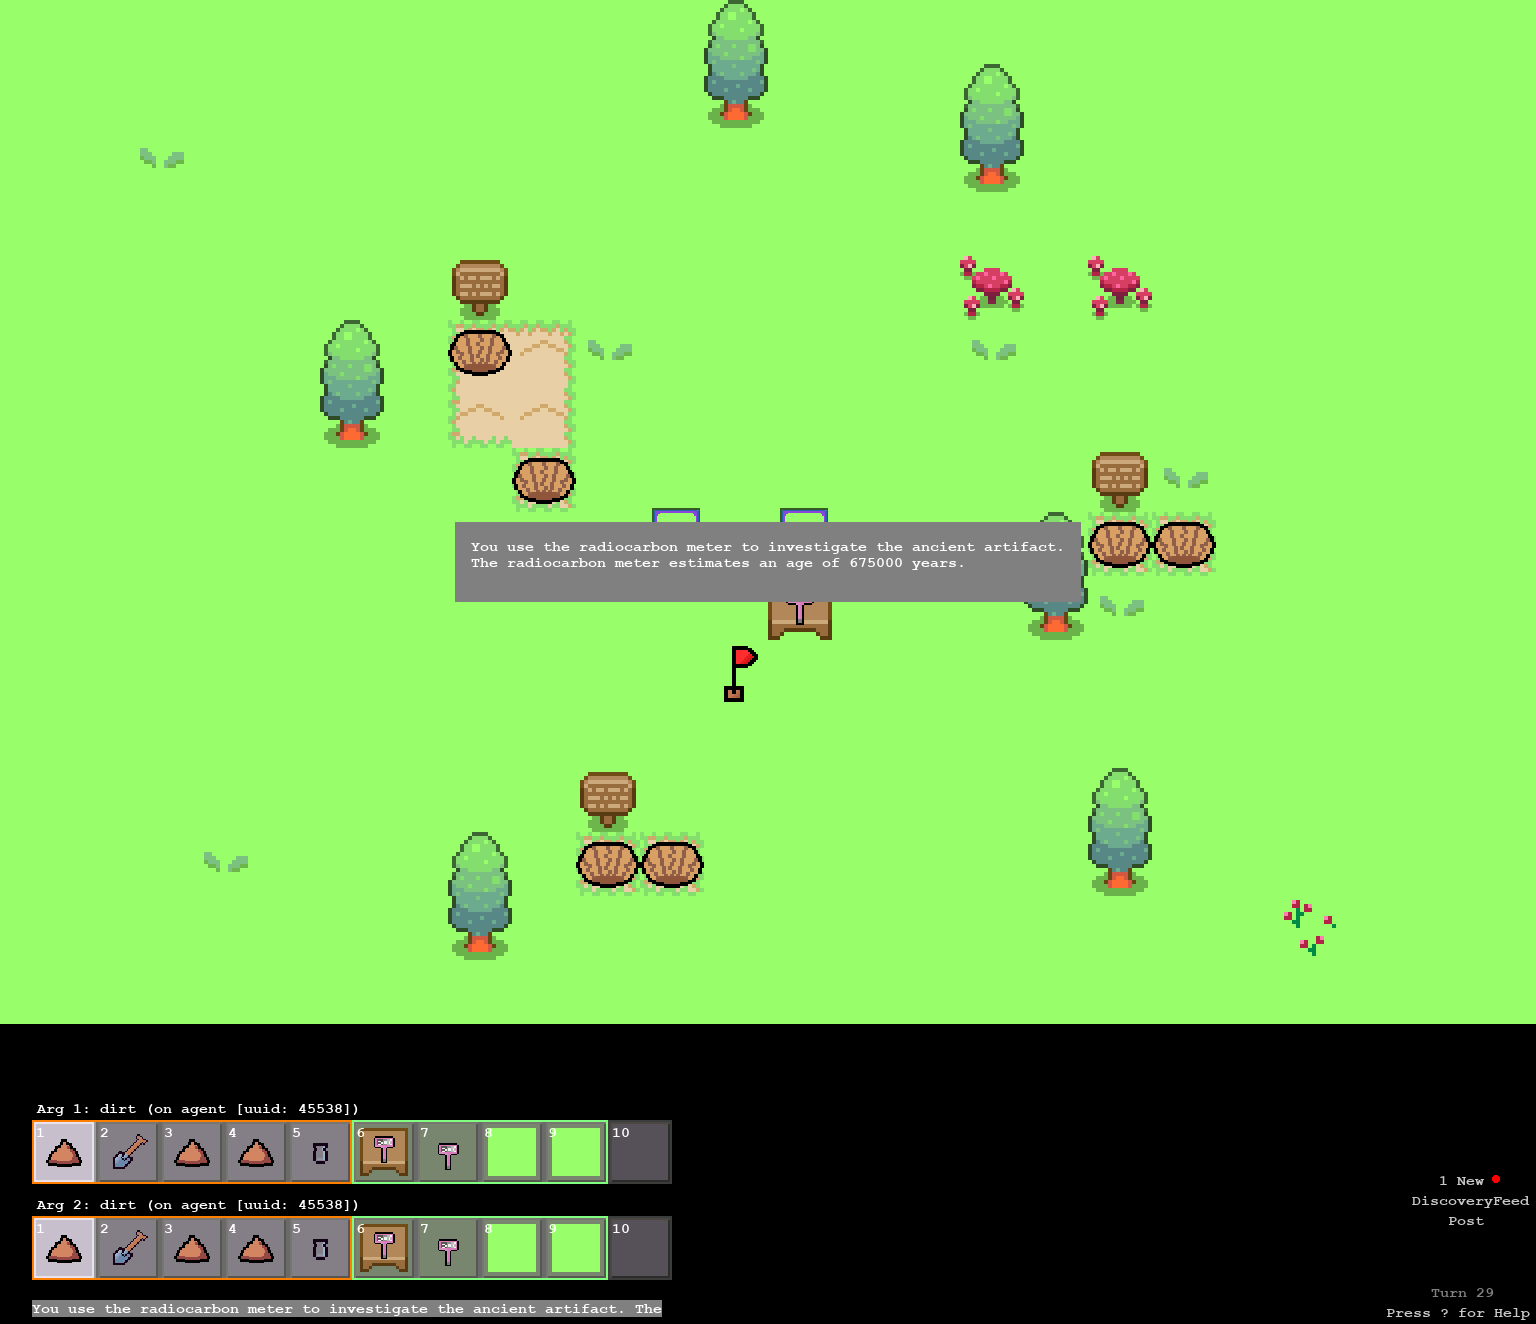 You use the radiocarbon meter to investigate the ancient artifact.
The radiocarbon meter estimates an age of 675000 years.
Arg 1: dirt (on agent [uuid: 45538])
1 2 3 4 5 6 7 8 9 10
Arg 2: dirt (on agent [uuid: 45538])
1 2 3 4 5 6 7 8 9 10
You use the radiocarbon meter to investigate the ancient artifact. The
1 New
DiscoveryFeed
Post
Turn 29
Press ? for Help